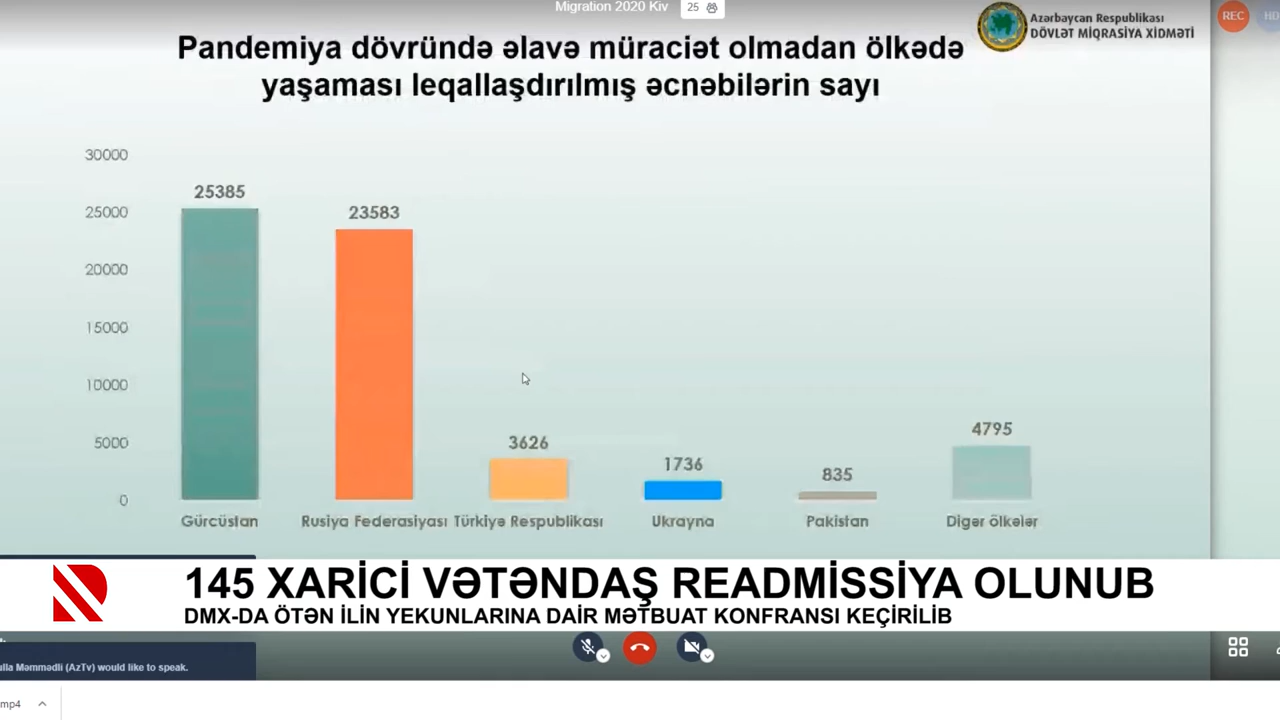 Migration 2020 Kiv
25
Azərbaycan Respublikası
DÖVLƏT MİQRASİYA XİDMƏTİ
REC
HD
Pandemiya dövründə əlavə müraciət olmadan ölkədə
yaşaması leqallaşdırılmış əcnəbilərin sayı
30000
25000
20000
15000
10000
5000
0
25385
23583
3626
1736
835
4795
Gürcüstan
Rusiya Federasiyası
Türkiyə Respublikası
Ukrayna
Pakistan
Digər ölkələr
145 XARİCİ VƏTƏNDAŞ READMİSSİYA OLUNUB
DMX-DA ÖTƏN İLİN YEKUNLARINA DAİR MƏTBUAT KONFRANSI KEÇİRİLİB
ulla Məmmədli (AzTv) would like to speak.
mp4